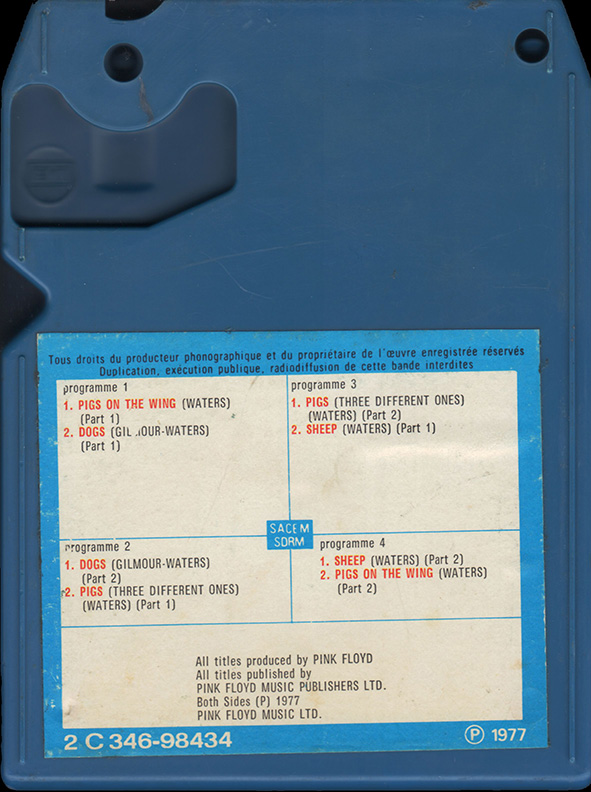 Tous droits du producteur phonographique et du propriétaire de l'œuvre enregistrée réservés
Duplication, exécution publique, radiodiffusion de cette bande interdites
programme 1
1. PIGS ON THE WING (WATERS)
(Part 1)
2. DOGS (GILMOUR-WATERS)
(Part 1)
programme 3
1. PIGS (THREE DIFFERENT ONES)
(WATERS) (Part 2)
2. SHEEP (WATERS) (Part 1)
SACEM
SDRM
programme 2
1. DOGS (GILMOUR-WATERS)
(Part 2)
2. PIGS (THREE DIFFERENT ONES)
(WATERS) (Part 1)
programme 4
1. SHEEP (WATERS) (Part 2)
2. PIGS ON THE WING (WATERS)
(Part 2)
All titles produced by PINK FLOYD
All titles published by
PINK FLOYD MUSIC PUBLISHERS LTD.
Both Sides (P) 1977
PINK FLOYD MUSIC LTD.
2 C 346-98434
Ⓟ 1977